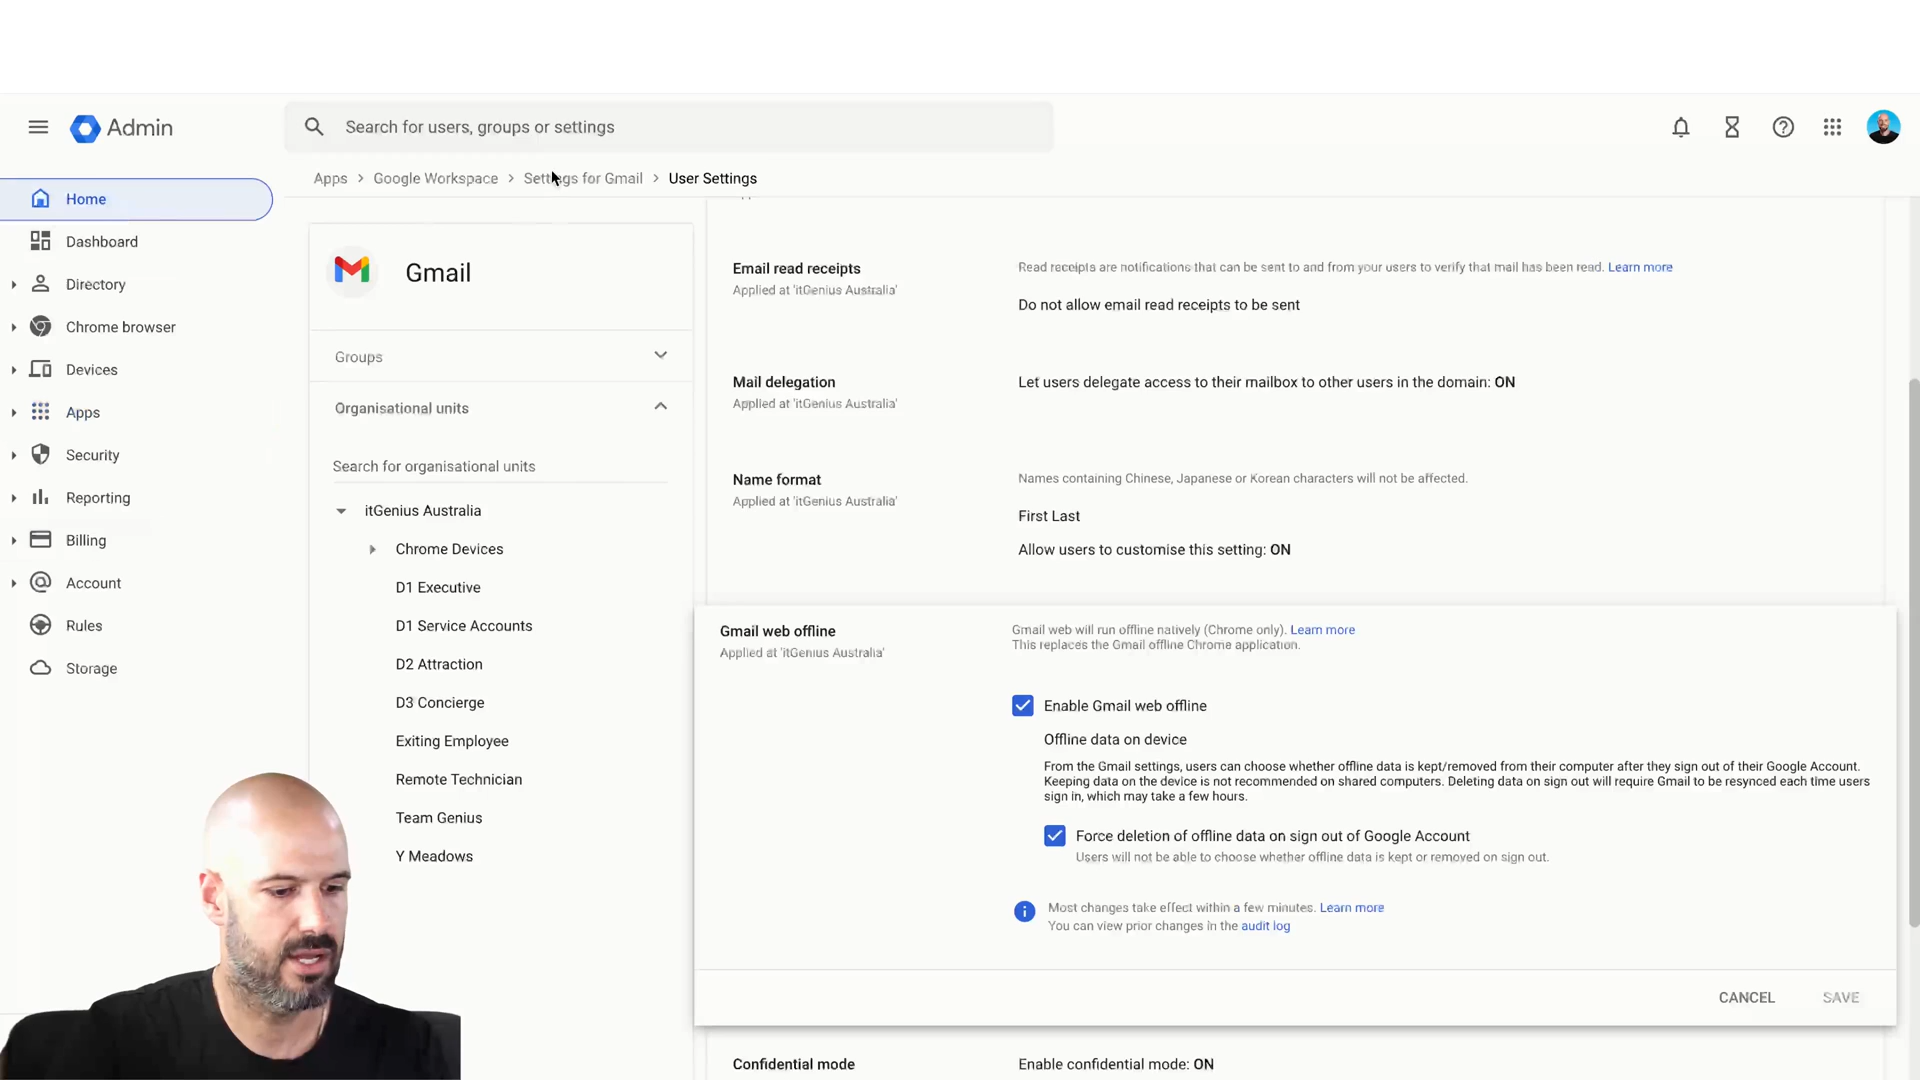 Admin
Search for users, groups or settings
Apps > Google Workspace > Settings for Gmail > User Settings
Home
Dashboard
Directory
Chrome browser
Devices
Apps
Security
Reporting
Billing
Account
Rules
Storage
Gmail
Groups
Organisational units
Search for organisational units
itGenius Australia
Chrome Devices
D1 Executive
D1 Service Accounts
D2 Attraction
D3 Concierge
Exiting Employee
Remote Technician
Team Genius
Y Meadows
Email read receipts
Applied at 'itGenius Australia'
Read receipts are notifications that can be sent to and from your users to verify that mail has been read. Learn more
Do not allow email read receipts to be sent
Mail delegation
Applied at 'itGenius Australia'
Let users delegate access to their mailbox to other users in the domain: ON
Name format
Applied at 'itGenius Australia'
Names containing Chinese, Japanese or Korean characters will not be affected.
First Last
Allow users to customise this setting: ON
Gmail web offline
Applied at 'itGenius Australia'
Gmail web will run offline natively (Chrome only). Learn more
This replaces the Gmail offline Chrome application.
Enable Gmail web offline
Offline data on device
From the Gmail settings, users can choose whether offline data is kept/removed from their computer after they sign out of their Google Account.
Keeping data on the device is not recommended on shared computers. Deleting data on sign out will require Gmail to be resynced each time users
sign in, which may take a few hours.
Force deletion of offline data on sign out of Google Account
Users will not be able to choose whether offline data is kept or removed on sign out.
Most changes take effect within a few minutes. Learn more
You can view prior changes in the audit log
CANCEL SAVE
Confidential mode
Enable confidential mode: ON